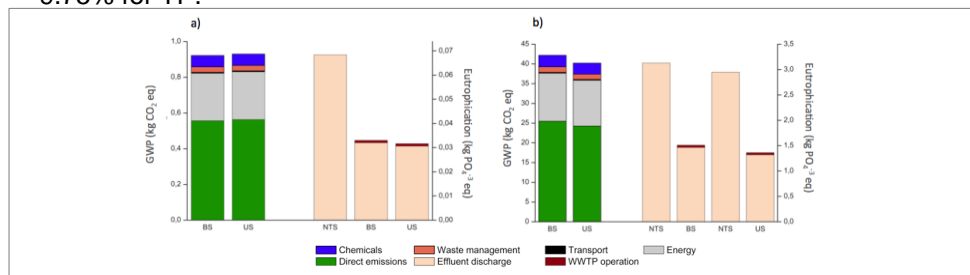 0.75% for TP.
a)
b)
1,0
0,8
0,6
0,4
0,2
0,0
GWP (kg CO2 eq)
BS US NTS BS US
0,07
0,06
0,05
0,04
0,03
0,02
0,01
0,00
Eutrophication (kg PO4-3 eq)
45
40
35
30
25
20
15
10
5
0
GWP (kg CO2 eq)
BS US NTS BS NTS US
3,5
3,0
2,5
2,0
1,5
1,0
0,5
0,0
Eutrophication (kg PO4-3 eq)
Chemicals Waste management Transport Energy
Direct emissions Effluent discharge WWTP operation